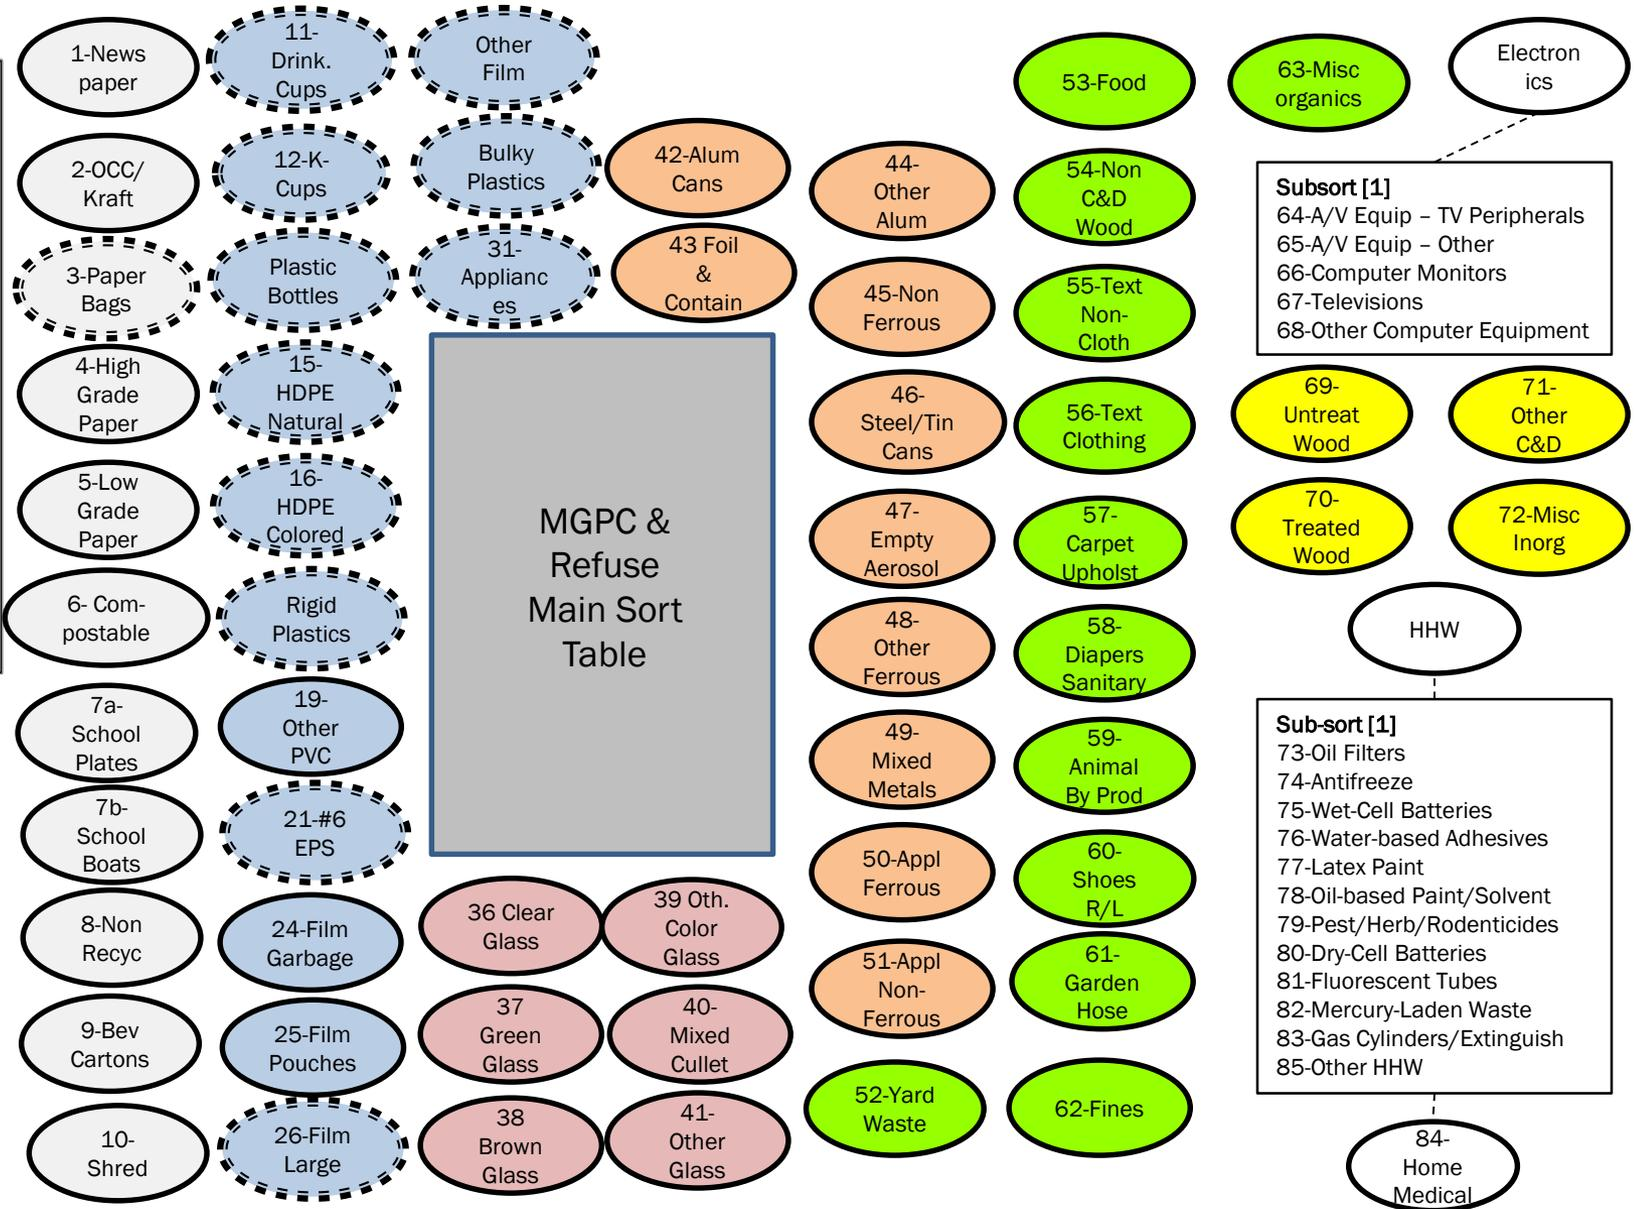 1-News
paper
2-OCC/
Kraft
3-Paper
Bags
4-High
Grade
Paper
5-Low
Grade
Paper
6- Com-
postable
7a-
School
Plates
7b-
School
Boats
8-Non
Recyc
9-Bev
Cartons
10-
Shred
11-
Drink.
Cups
12-K-
Cups
Plastic
Bottles
15-
HDPE
Natural
16-
HDPE
Colored
Rigid
Plastics
19-
Other
PVC
21-#6
EPS
24-Film
Garbage
25-Film
Pouches
26-Film
Large
Other
Film
Bulky
Plastics
31-
Applianc
es
42-Alum
Cans
43 Foil
&
Contain
MGPC &
Refuse
Main Sort
Table
36 Clear
Glass
37
Green
Glass
38
Brown
Glass
39 Oth.
Color
Glass
40-
Mixed
Cullet
41-
Other
Glass
44-
Other
Alum
45-Non
Ferrous
46-
Steel/Tin
Cans
47-
Empty
Aerosol
48-
Other
Ferrous
49-
Mixed
Metals
50-Appl
Ferrous
51-Appl
Non-
Ferrous
52-Yard
Waste
53-Food
54-Non
C&D
Wood
55-Text
Non-
Cloth
56-Text
Clothing
57-
Carpet
Upholst
58-
Diapers
Sanitary
59-
Animal
By Prod
60-
Shoes
R/L
61-
Garden
Hose
62-Fines
63-Misc
organics
Electron
ics
Subsort [1]
64-A/V Equip – TV Peripherals
65-A/V Equip – Other
66-Computer Monitors
67-Televisions
68-Other Computer Equipment
69-
Untreat
Wood
71-
Other
C&D
70-
Treated
Wood
72-Misc
Inorg
HHW
Sub-sort [1]
73-Oil Filters
74-Antifreeze
75-Wet-Cell Batteries
76-Water-based Adhesives
77-Latex Paint
78-Oil-based Paint/Solvent
79-Pest/Herb/Rodenticides
80-Dry-Cell Batteries
81-Fluorescent Tubes
82-Mercury-Laden Waste
83-Gas Cylinders/Extinguish
85-Other HHW
84-
Home
Medical